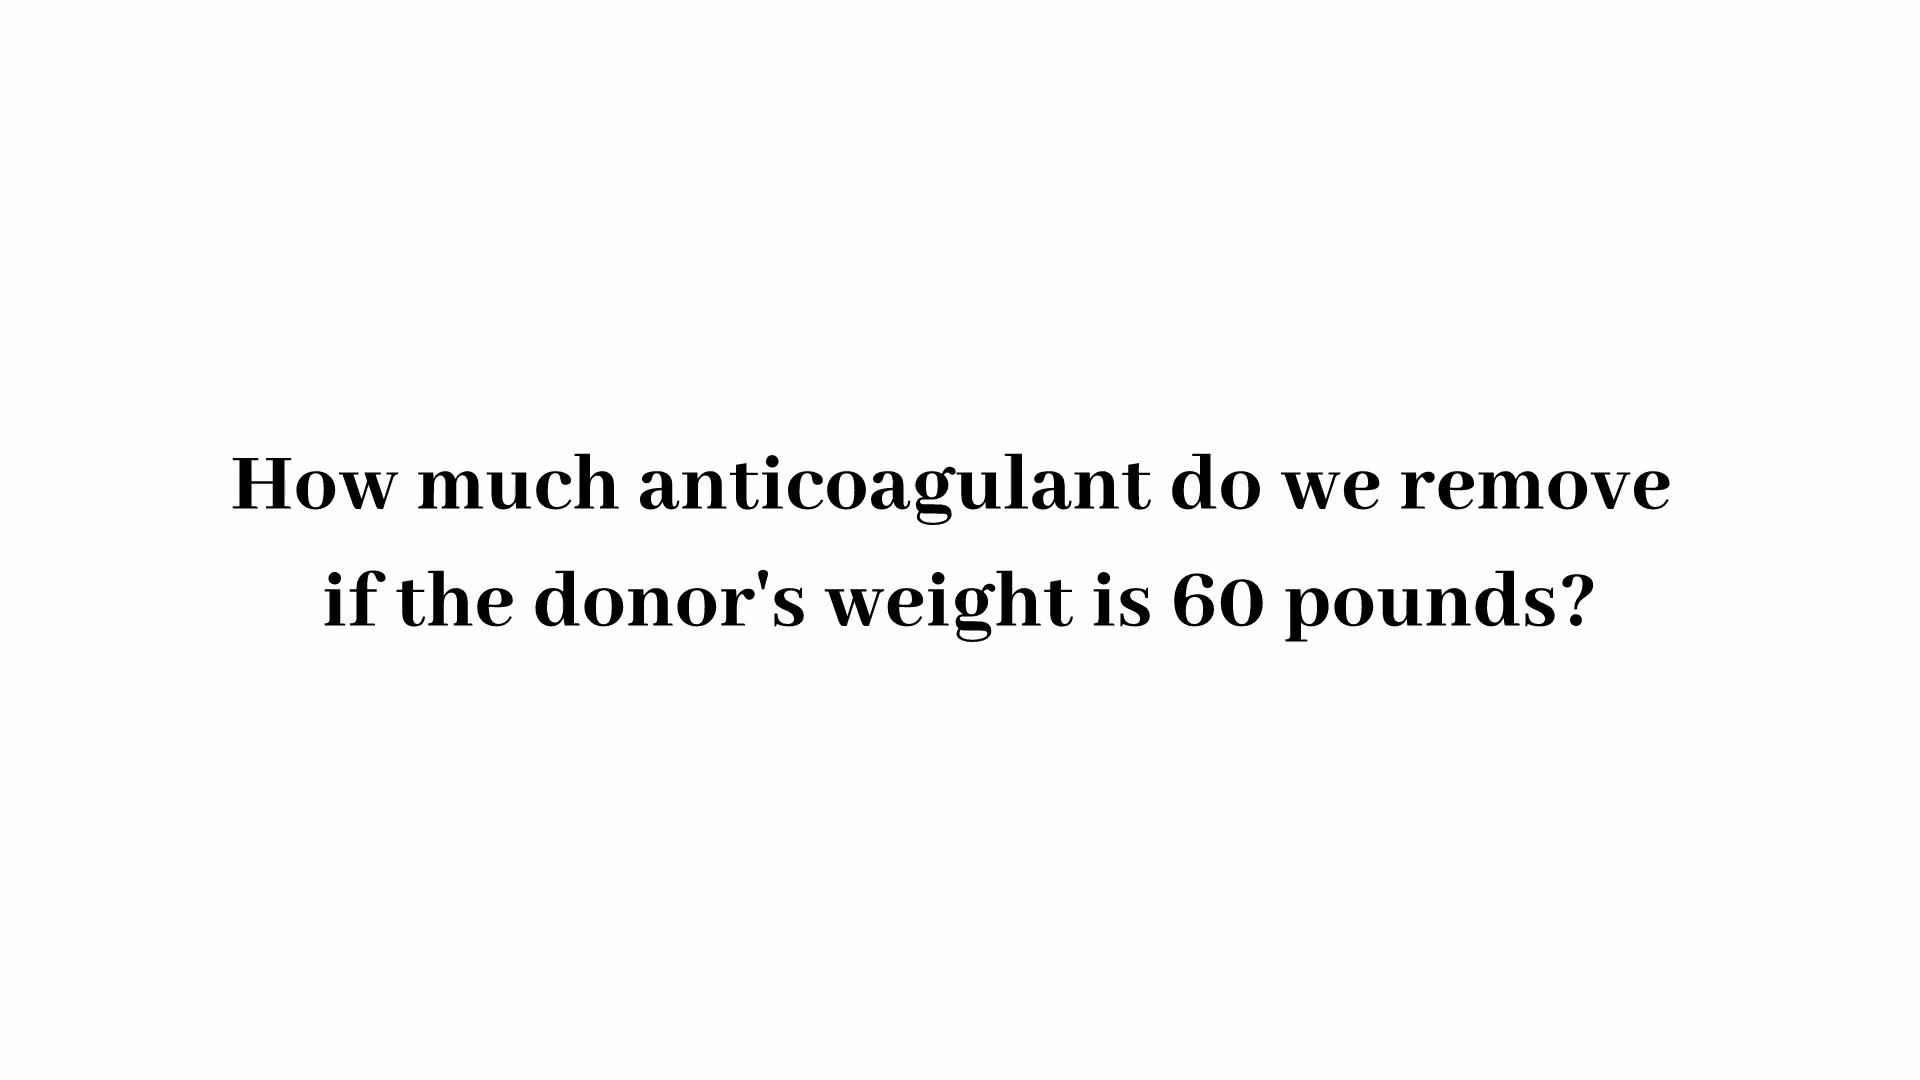 How much anticoagulant do we remove
if the donor's weight is 60 pounds?